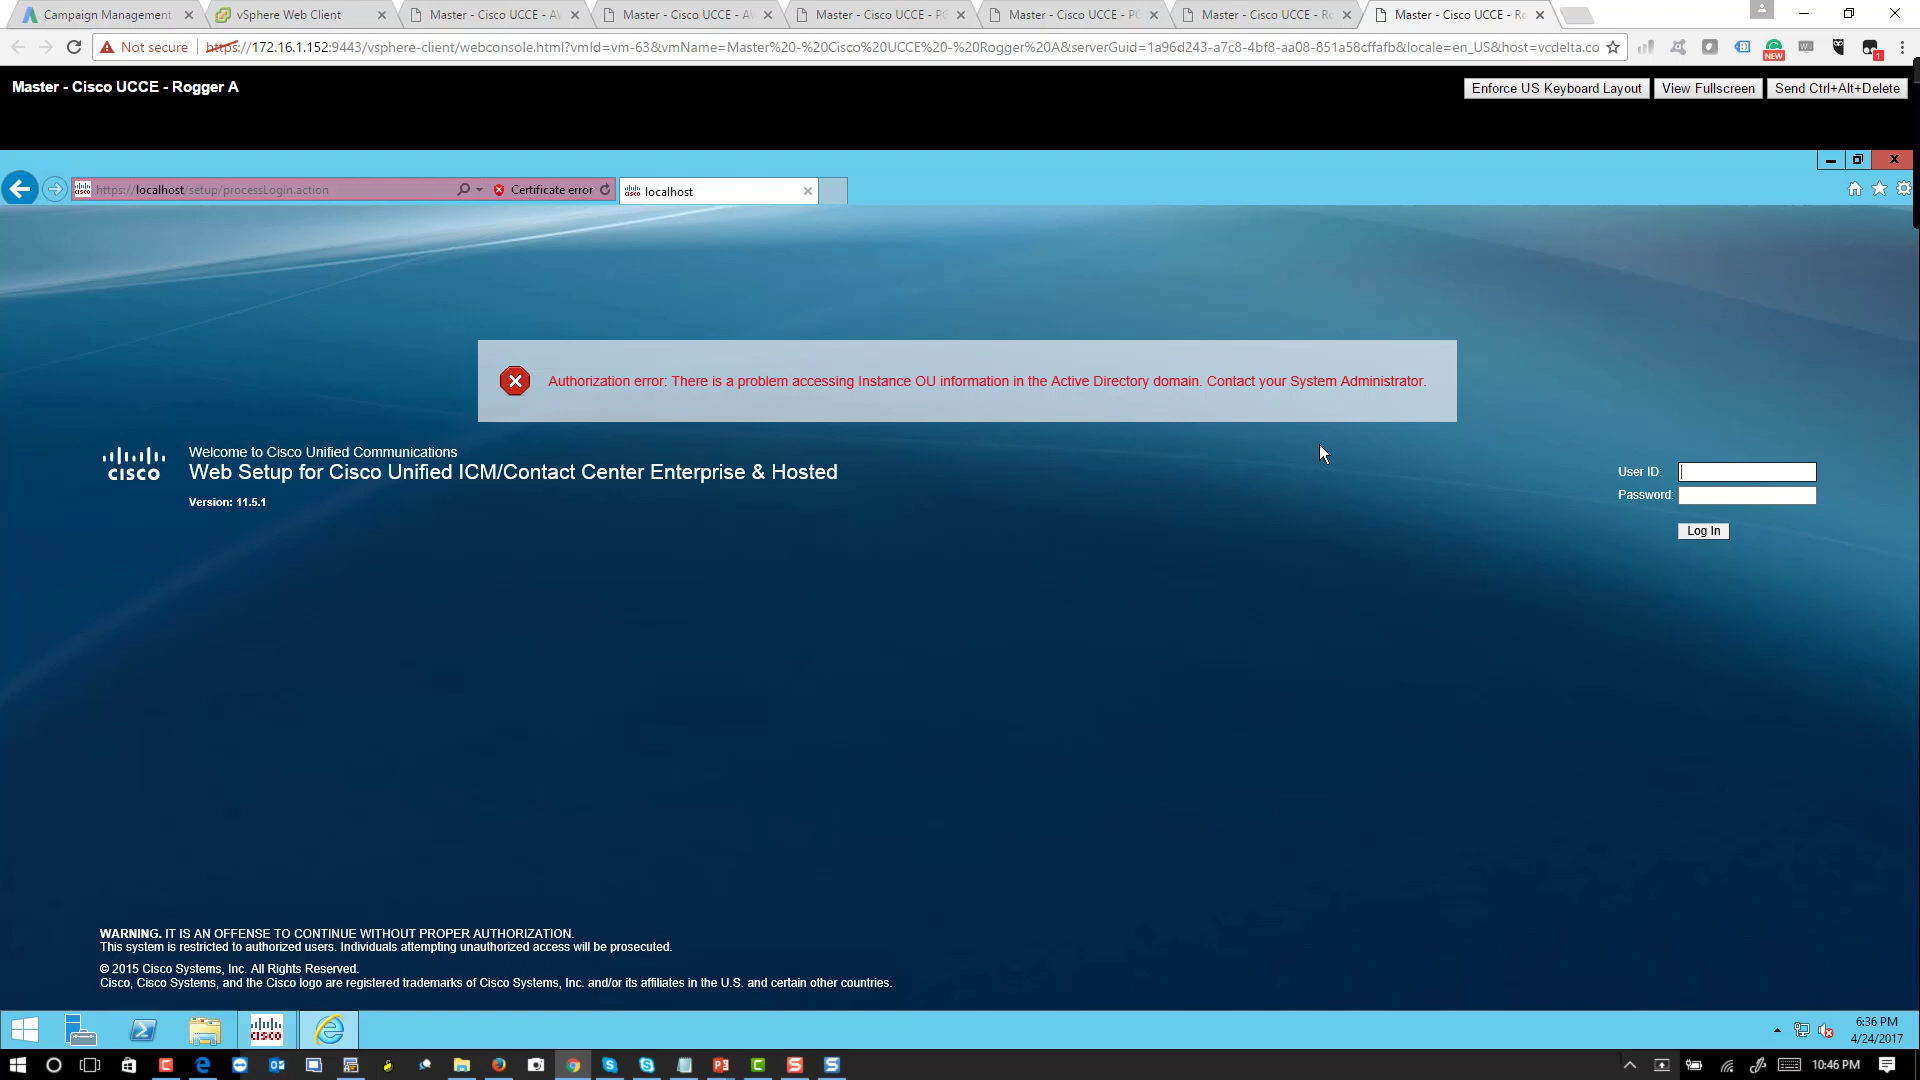 Campaign Management
vSphere Web Client
Master - Cisco UCCE - AW
Master - Cisco UCCE - AW
Master - Cisco UCCE - PG
Master - Cisco UCCE - PG
Master - Cisco UCCE - Ro
Master - Cisco UCCE - Ro
Not secure
https://172.16.1.152:9443/vsphere-client/webconsole.html?vmId=vm-63&vmName=Master%20-%20Cisco%20UCCE%20-%20Rogger%20A&serverGuid=1a96d243-a7c8-4bf8-aa08-851a58cffafb&locale=en_US&host=vcdelta.co
NEW
1
Master - Cisco UCCE - Rogger A
Enforce US Keyboard Layout
View Fullscreen
Send Ctrl+Alt+Delete
https://localhost/setup/processLogin.action
Certificate error
localhost
Authorization error: There is a problem accessing Instance OU information in the Active Directory domain. Contact your System Administrator.
CISCO
Welcome to Cisco Unified Communications
Web Setup for Cisco Unified ICM/Contact Center Enterprise & Hosted
Version: 11.5.1
User ID:
Password:
Log In
WARNING. IT IS AN OFFENSE TO CONTINUE WITHOUT PROPER AUTHORIZATION.
This system is restricted to authorized users. Individuals attempting unauthorized access will be prosecuted.
© 2015 Cisco Systems, Inc. All Rights Reserved.
Cisco, Cisco Systems, and the Cisco logo are registered trademarks of Cisco Systems, Inc. and/or its affiliates in the U.S. and certain other countries.
CISCO
6:36 PM
4/24/2017
10:46 PM